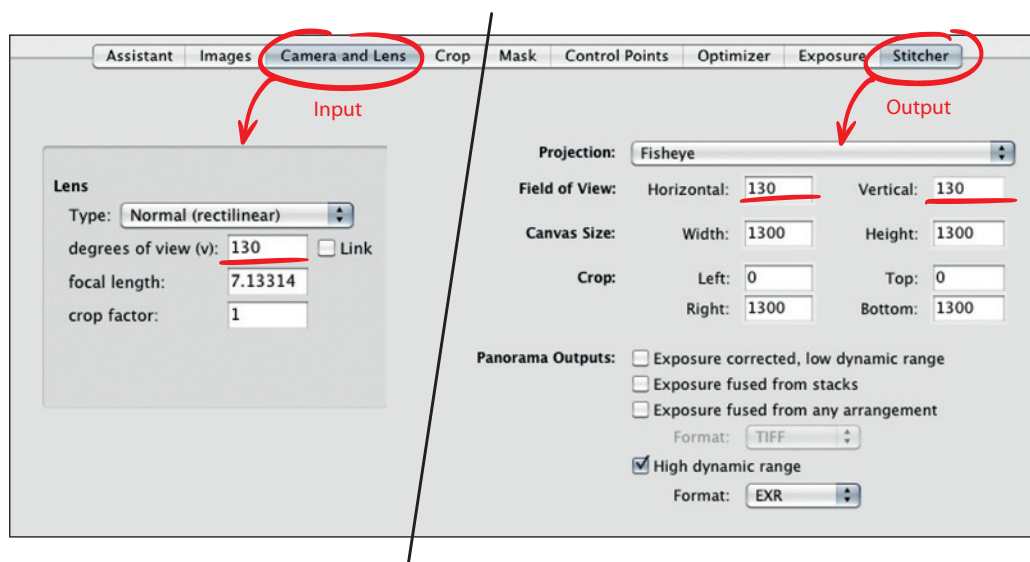 Assistant Images Camera and Lens Crop Mask Control Points Optimizer Exposure Stitcher
Input
Output
Lens
Type: Normal (rectilinear)
degrees of view (v): 130 Link
focal length: 7.13314
crop factor: 1
Projection: Fisheye
Field of View: Horizontal: 130 Vertical: 130
Canvas Size: Width: 1300 Height: 1300
Crop: Left: 0 Top: 0
Right: 1300 Bottom: 1300
Panorama Outputs: Exposure corrected, low dynamic range
Exposure fused from stacks
Exposure fused from any arrangement
Format: TIFF
High dynamic range
Format: EXR